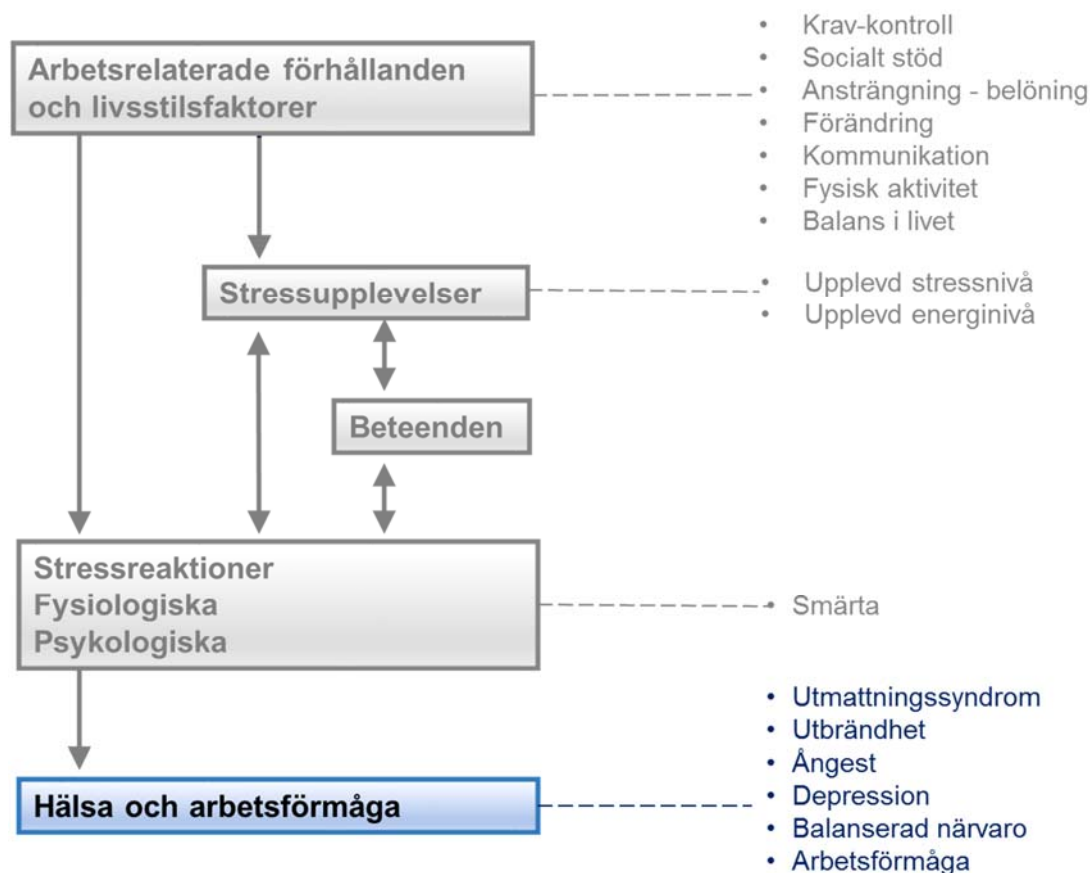 Arbetsrelaterade förhållanden
och livsstilsfaktorer
• Krav-kontroll
• Socialt stöd
• Ansträngning - belöning
• Förändring
• Kommunikation
• Fysisk aktivitet
• Balans i livet
Stressupplevelser
• Upplevd stressnivå
• Upplevd energinivå
Beteenden
Stressreaktioner
Fysiologiska
Psykologiska
• Smärta
Hälsa och arbetsförmåga
• Utmattningssyndrom
• Utbrändhet
• Ångest
• Depression
• Balanserad närvaro
• Arbetsförmåga